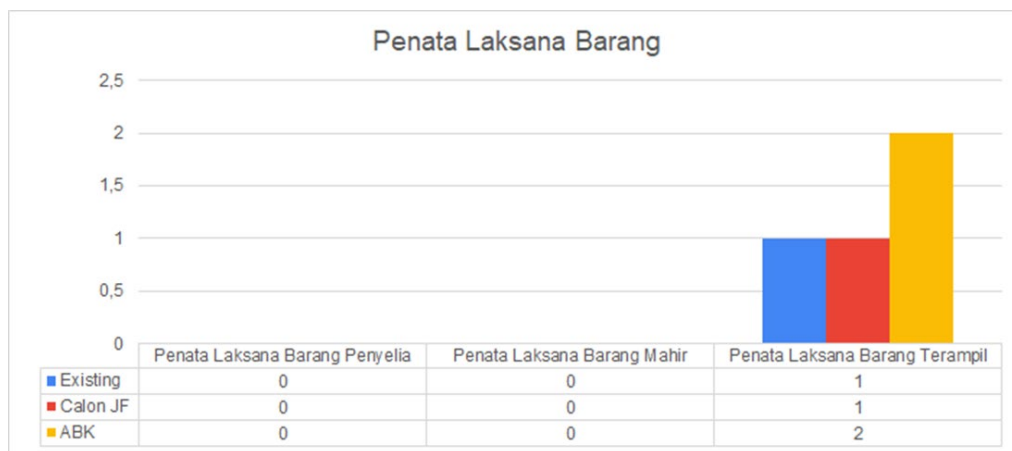 Penata Laksana Barang
2,5
2
1,5
1
0,5
0
Penata Laksana Barang Penyelia Penata Laksana Barang Mahir Penata Laksana Barang Terampil
Existing 0 0 1
Calon JF 0 0 1
ABK 0 0 2